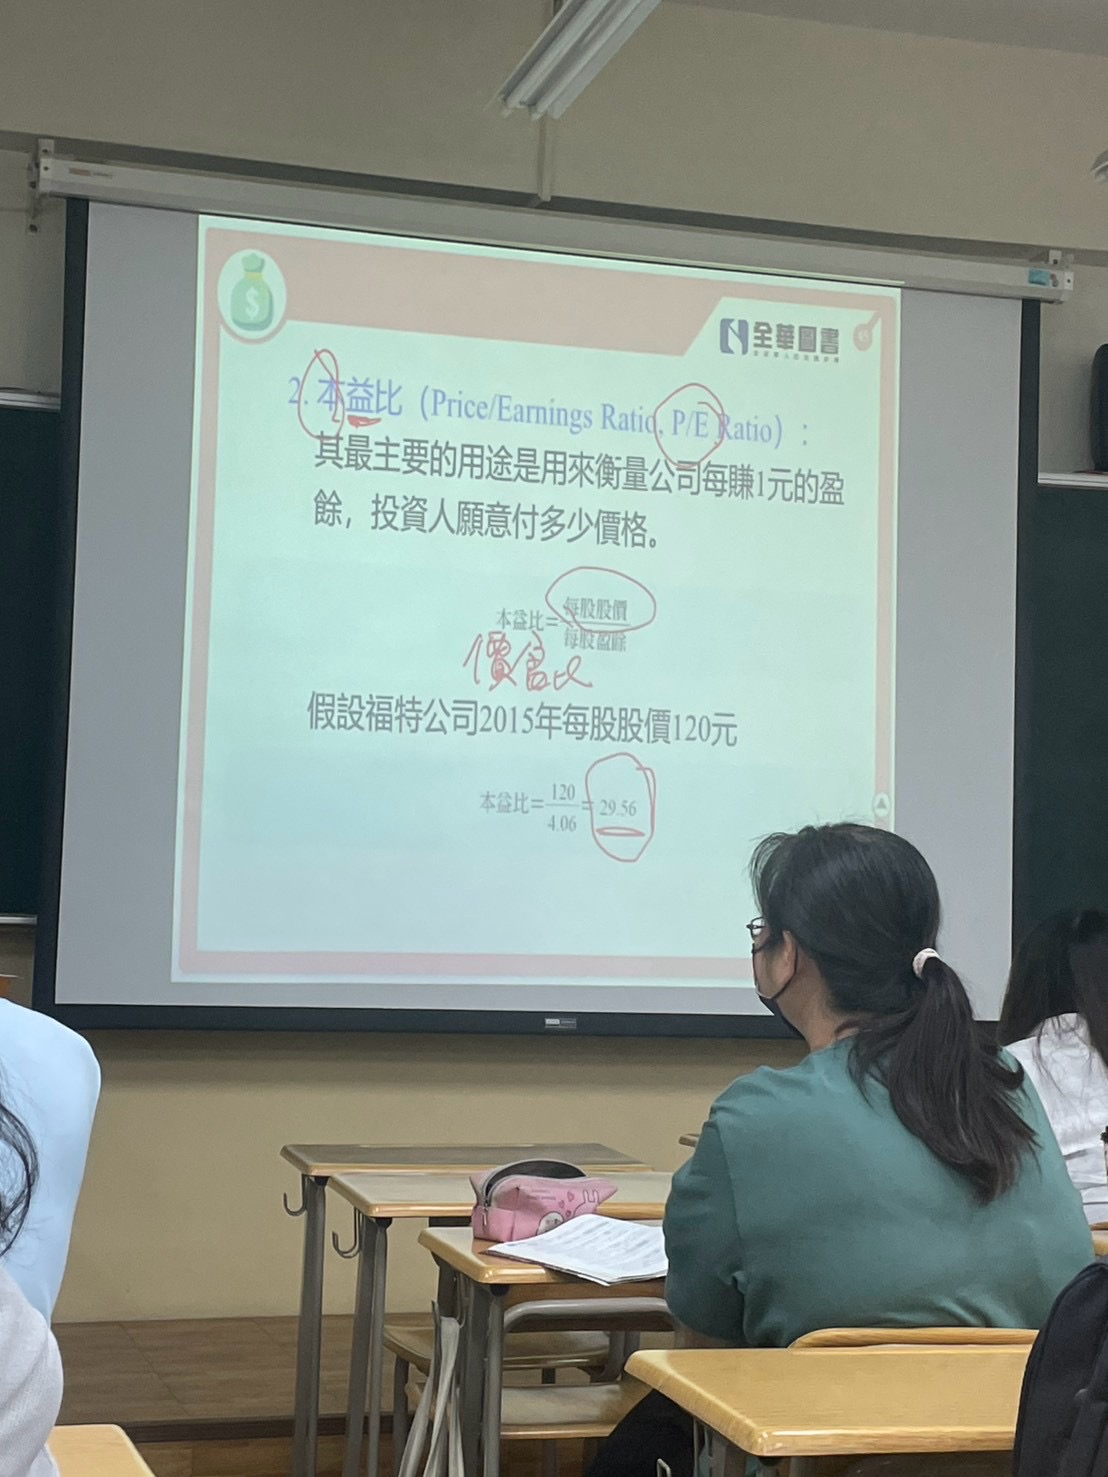 全華圖書
2. 本益比（Price/Earnings Ratio, P/E Ratio）：
其最主要的用途是用來衡量公司每賺1元的盈
餘，投資人願意付多少價格。
本益比=每股股價/每股盈餘
價盈比
假設福特公司2015年每股股價120元
本益比=120/4.06=29.56